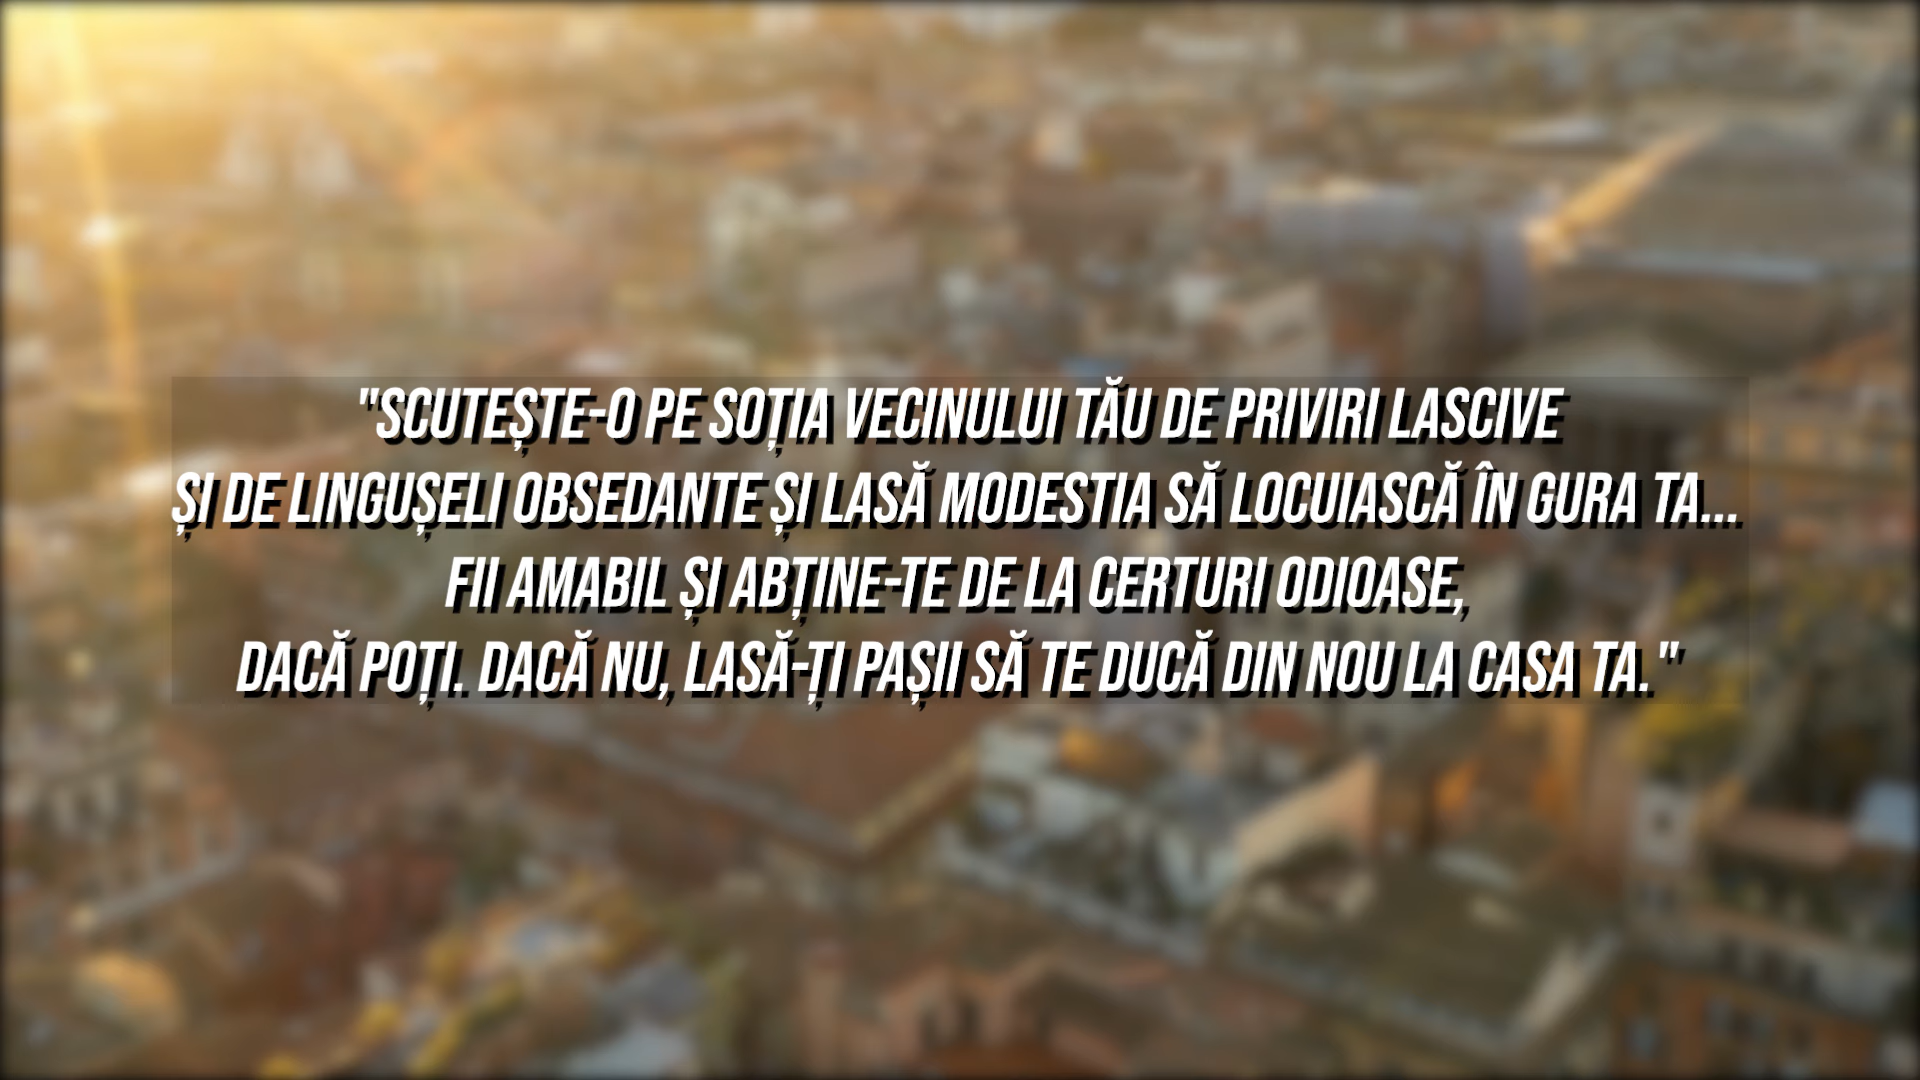 "SCUTEȘTE-O PE SOȚIA VECINULUI TĂU DE PRIVIRI LASCIVE
ȘI DE LINGUȘELI OBSEDANTE ȘI LASĂ MODESTIA SĂ LOCUIASCĂ ÎN GURA TA...
FII AMABIL ȘI ABȚINE-TE DE LA CERTURI ODIOASE,
DACĂ POȚI. DACĂ NU, LASĂ-ȚI PAȘII SĂ TE DUCĂ DIN NOU LA CASA TA."